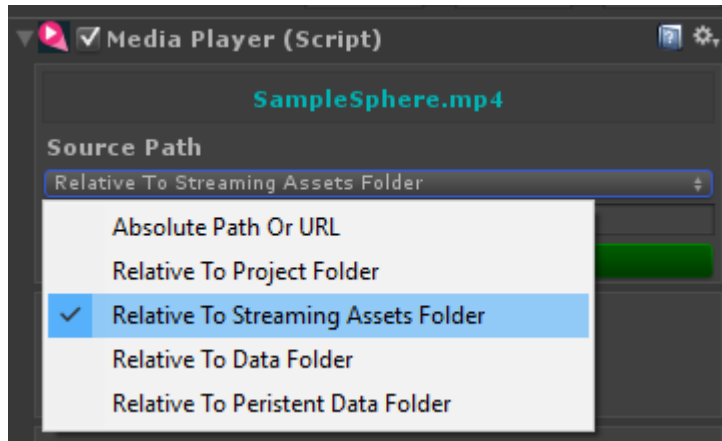 Media Player (Script)
SampleSphere.mp4
Source Path
Relative To Streaming Assets Folder
Absolute Path Or URL
Relative To Project Folder
Relative To Streaming Assets Folder
Relative To Data Folder
Relative To Peristent Data Folder